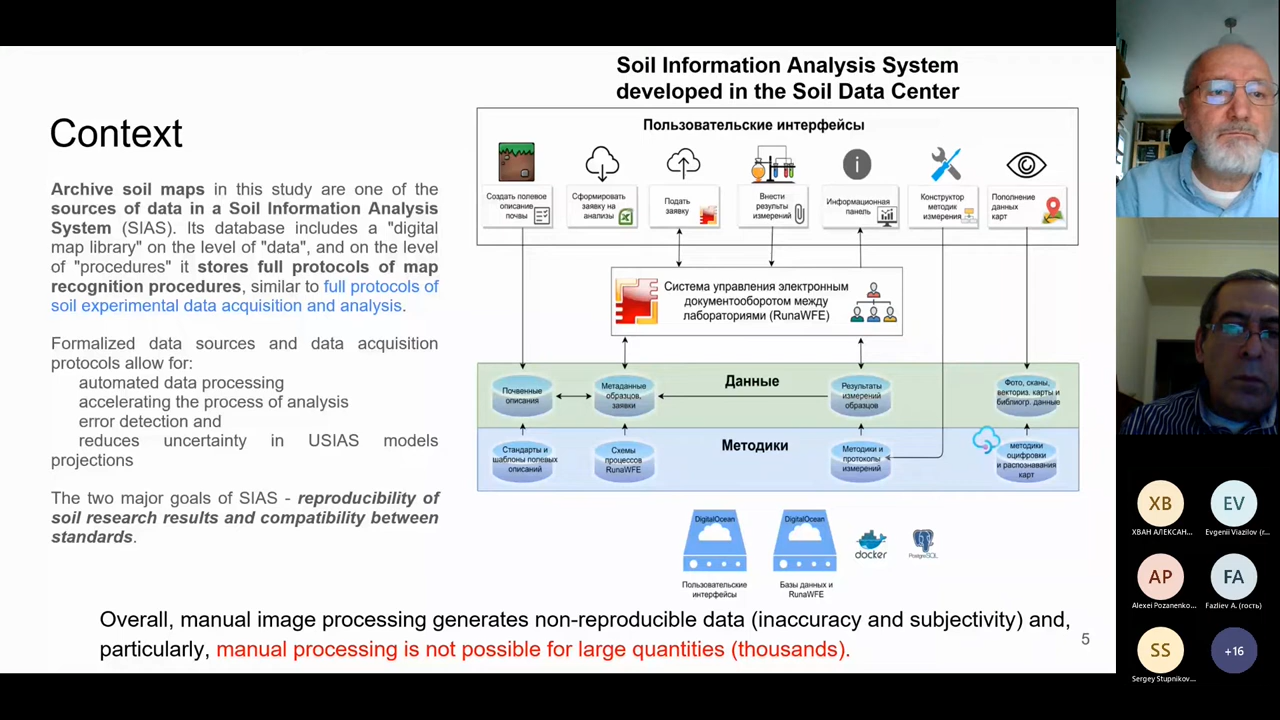 Soil Information Analysis System
developed in the Soil Data Center
Context
Archive soil maps in this study are one of the
sources of data in a Soil Information Analysis
System (SIAS). Its database includes a "digital
map library" on the level of "data", and on the level
of "procedures" it stores full protocols of map
recognition procedures, similar to full protocols of
soil experimental data acquisition and analysis.
Formalized data sources and data acquisition
protocols allow for:
automated data processing
accelerating the process of analysis
error detection and
reduces uncertainty in USIAS models
projections
The two major goals of SIAS - reproducibility of
soil research results and compatibility between
standards.
Пользовательские интерфейсы
Создать полевое
описание
почвы
Сформировать
заявку на
анализы
Подать
заявку
Внести
результы
измерений
Информационная
панель
Конструктор
методик
измерения
Пополнение
данных
карт
Система управления электронным
документооборотом между
лабораториями (RunaWFE)
Данные
Почвенные
описания
Метаданные
образцов,
заявки
Результы
измерения
образцов
Фото, сканы,
векториз. карты и
библиогр. данные
Методики
Стандарты и
шаблоны полевых
описаний
Схемы
процессов
RunaWFE
Методики и
протоколы
измерений
методики
оцифровки
и распознавания
карт
DigitalOcean
DigitalOcean
docker
PostgreSQL
Пользовательские
интерфейсы
Базы данных и
RunaWFE
Overall, manual image processing generates non-reproducible data (inaccuracy and subjectivity) and,
particularly, manual processing is not possible for large quantities (thousands).
5
XB
ХВАН АЛЕКСАН...
EV
Evgenii Viazilov (г...
AP
Alexei Pozanenko...
FA
Fazliev A. (гость)
SS
Sergey Stupnikov...
+16